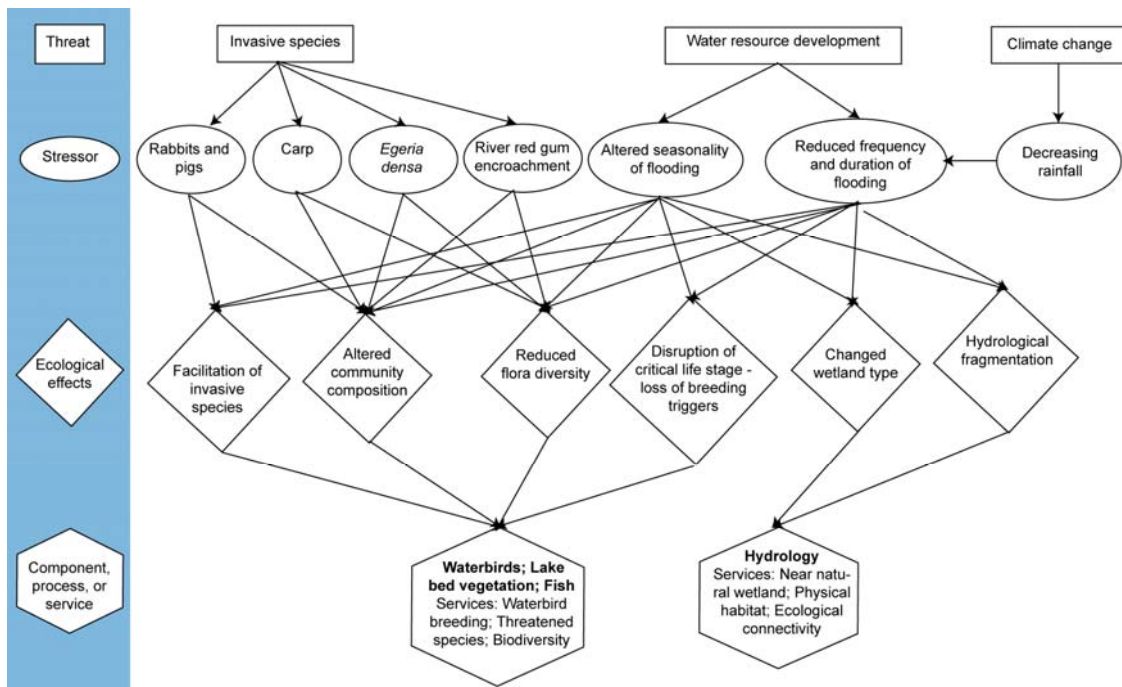 Threat
Invasive species
Water resource development
Climate change
Stressor
Rabbits and
pigs
Carp
Egeria
densa
River red gum
encroachment
Altered seasonality
of flooding
Reduced frequency
and duration of
flooding
Decreasing
rainfall
Ecological
effects
Facilitation of
invasive
species
Altered
community
composition
Reduced
flora diversity
Disruption of
critical life stage -
loss of breeding
triggers
Changed
wetland type
Hydrological
fragmentation
Component,
process, or
service
Waterbirds; Lake
bed vegetation; Fish
Services: Waterbird
breeding; Threatened
species; Biodiversity
Hydrology
Services: Near natu-
ral wetland; Physical
habitat; Ecological
connectivity